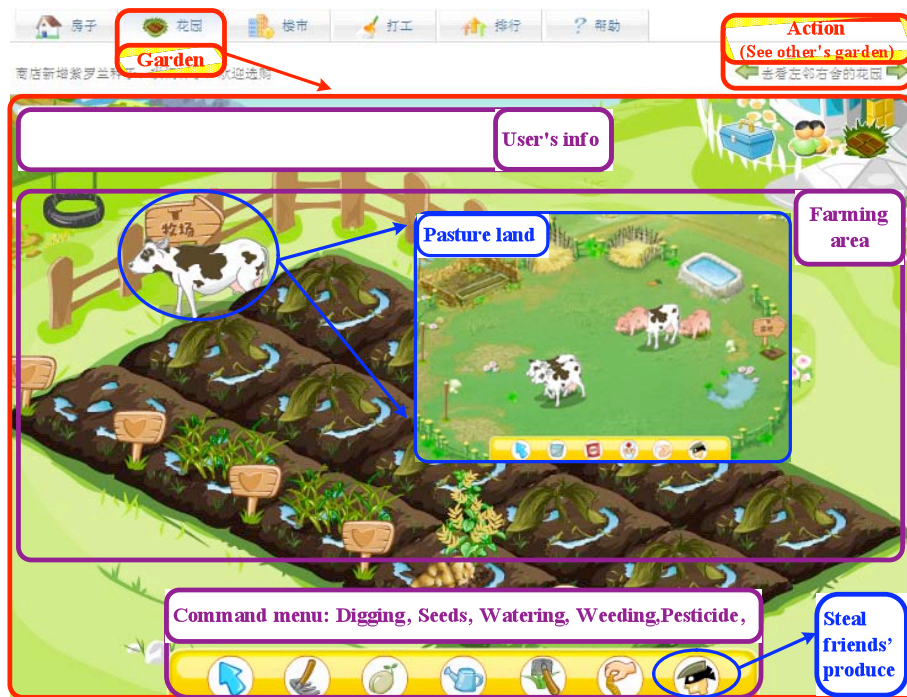 房子
花园
楼市
打工
排行
帮助
Garden
Action
(See other's garden)
商店新增紫罗兰种子
欢迎选购
去看左邻右舍的花园
User's info
Farming
area
牧场
Pasture land
Command menu: Digging, Seeds, Watering, Weeding,Pesticide,
Steal
friends’
produce